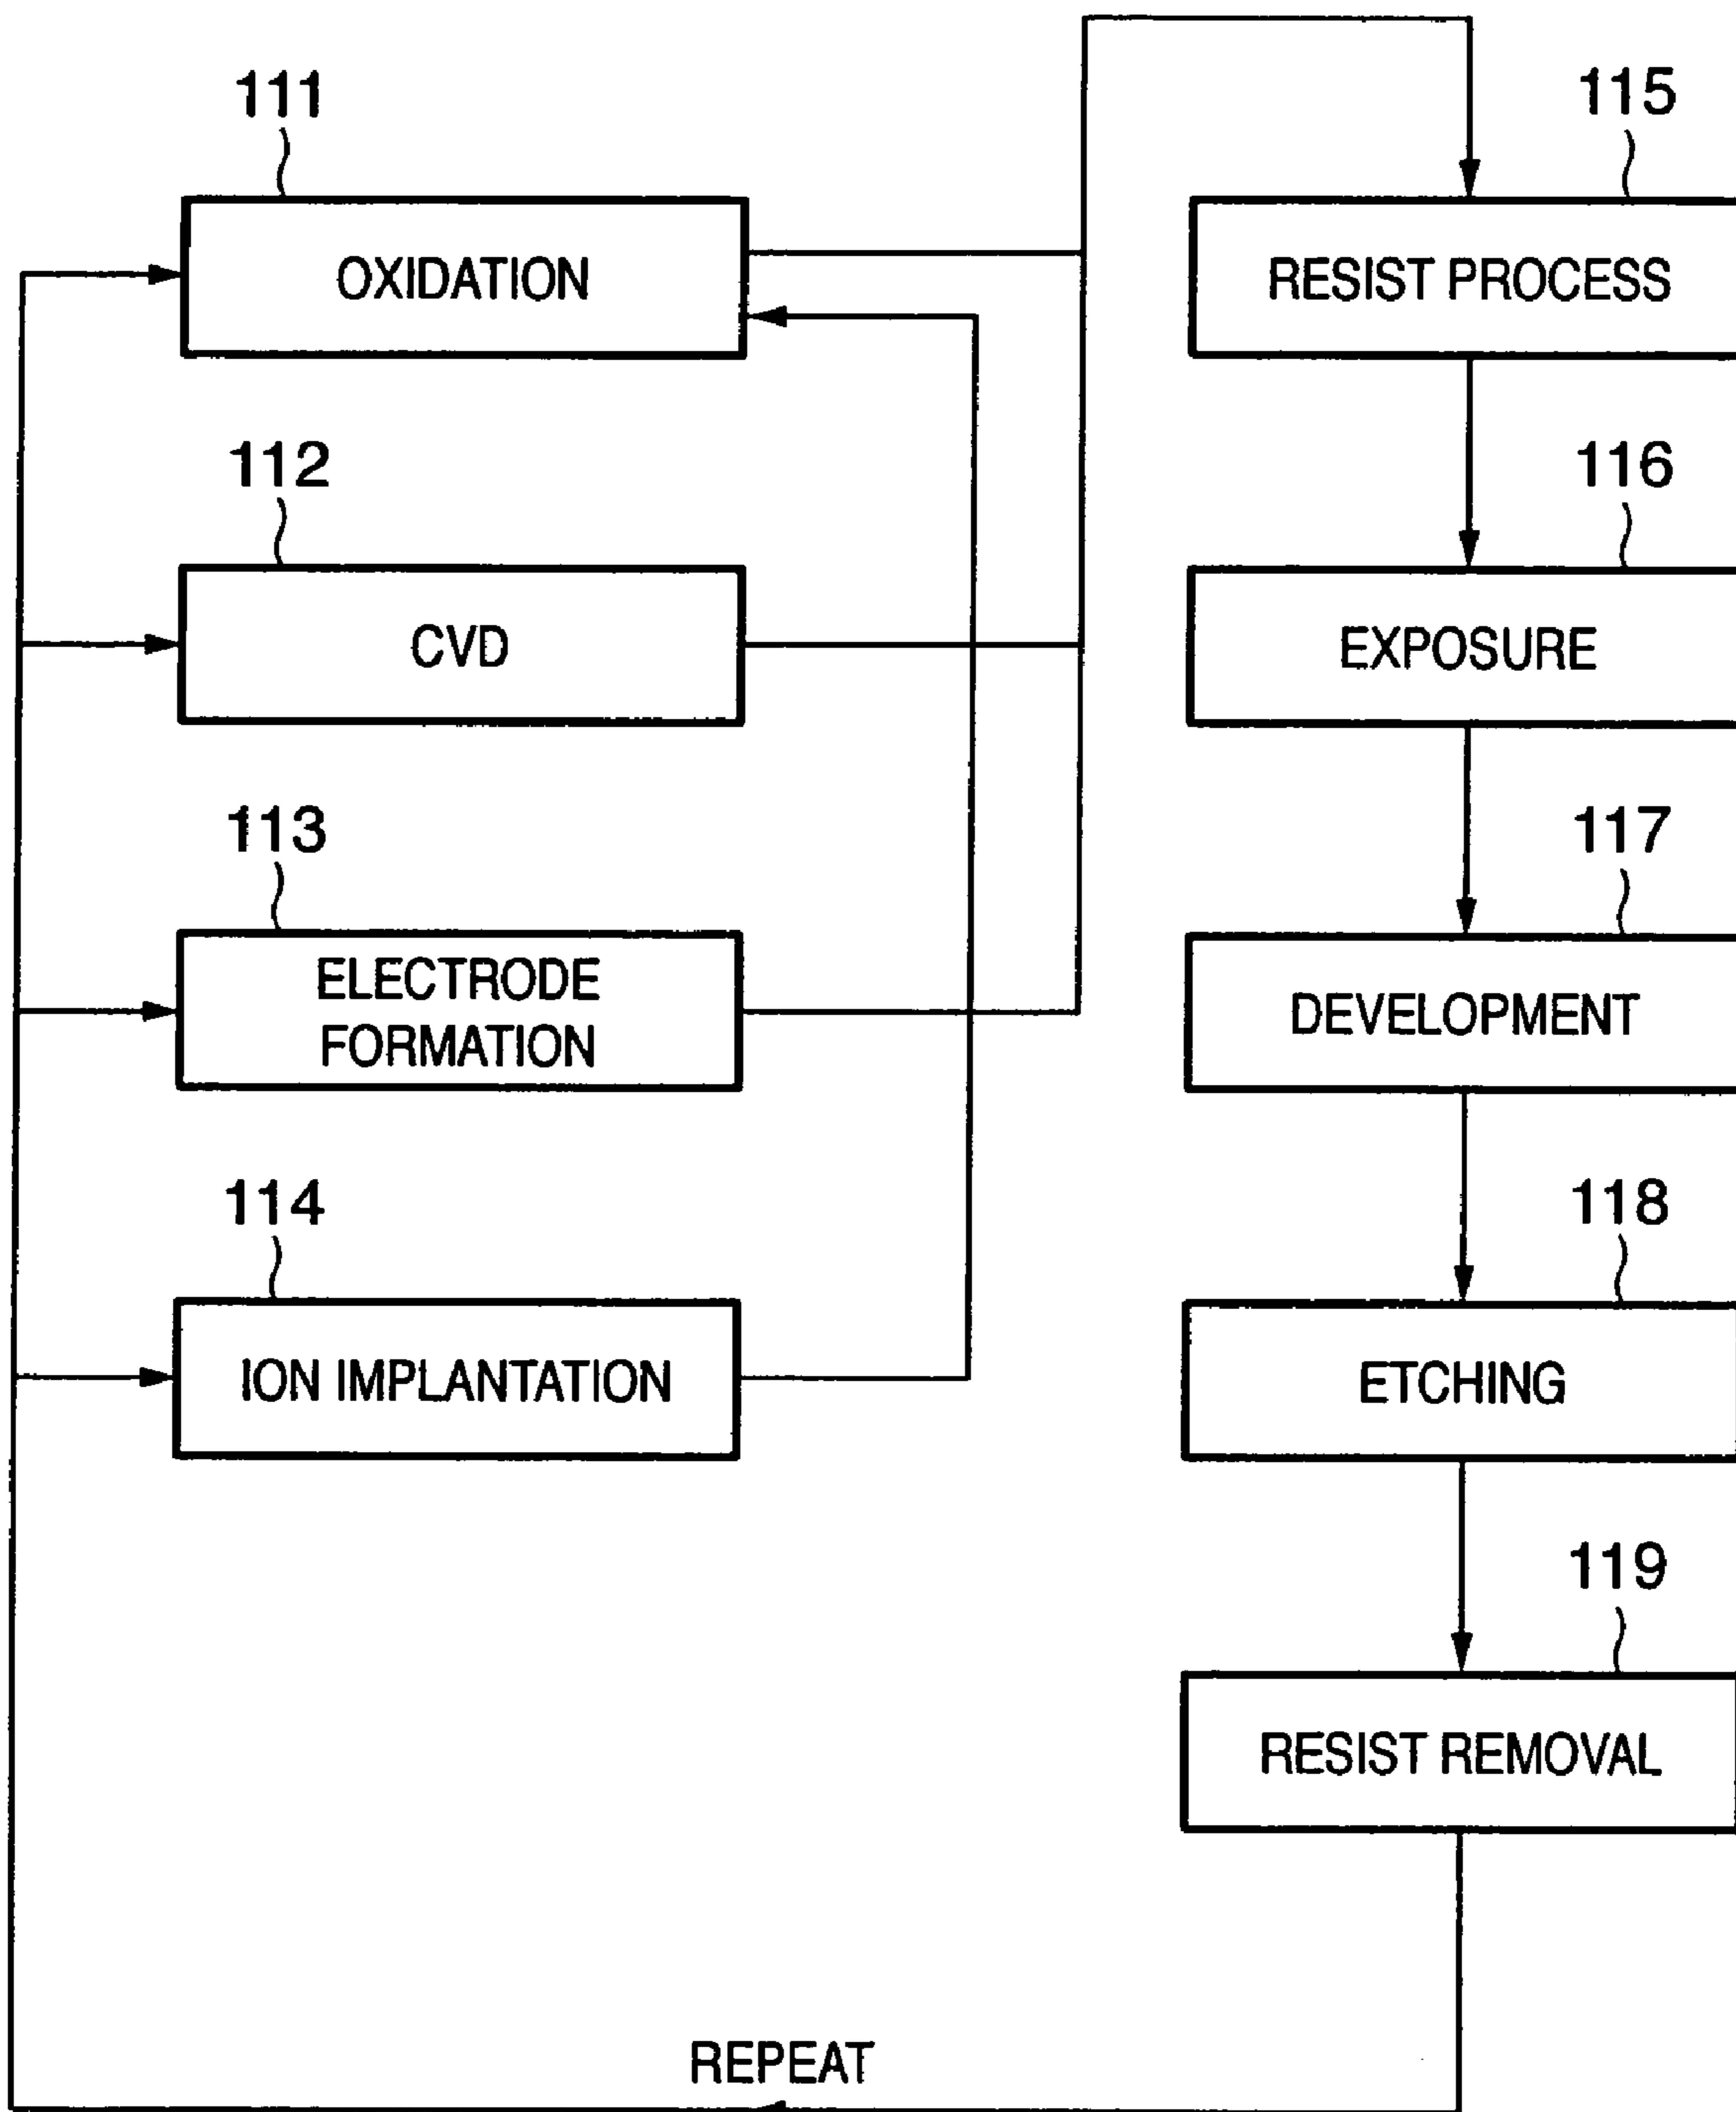 111
OXIDATION
112
CVD
113
ELECTRODE
FORMATION
114
ION IMPLANTATION
115
RESIST PROCESS
116
EXPOSURE
117
DEVELOPMENT
118
ETCHING
119
RESIST REMOVAL
REPEAT